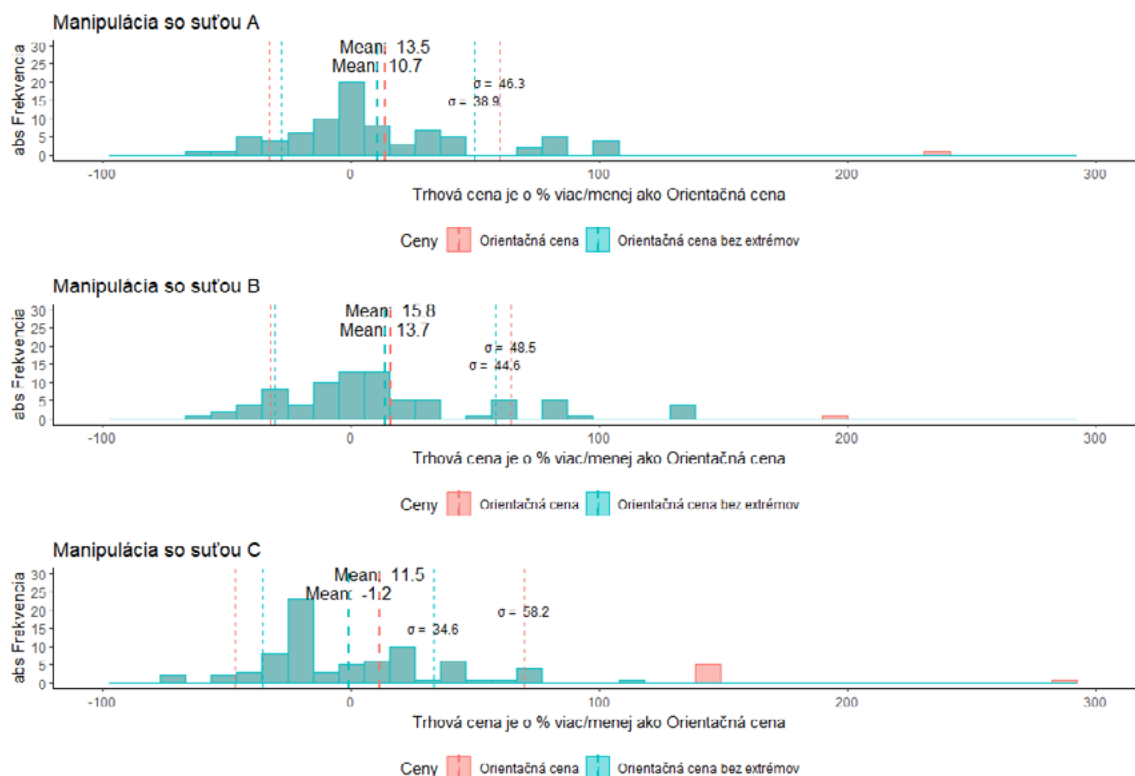 Manipulácia so suťou A
abs Frekvencia
30
25
20
15
10
5
0
Mean: 13.5
Mean: 10.7
σ = 46.3
σ = 38.9
-100 0 100 200 300
Trhová cena je o % viac/menej ako Orientačná cena
Ceny Orientačná cena Orientačná cena bez extrémov
Manipulácia so suťou B
abs Frekvencia
30
25
20
15
10
5
0
Mean: 15.8
Mean: 13.7
σ = 48.5
σ = 44.6
-100 0 100 200 300
Trhová cena je o % viac/menej ako Orientačná cena
Ceny Orientačná cena Orientačná cena bez extrémov
Manipulácia so suťou C
abs Frekvencia
30
25
20
15
10
5
0
Mean: 11.5
Mean: -1.2
σ = 58.2
σ = 34.6
-100 0 100 200 300
Trhová cena je o % viac/menej ako Orientačná cena
Ceny Orientačná cena Orientačná cena bez extrémov